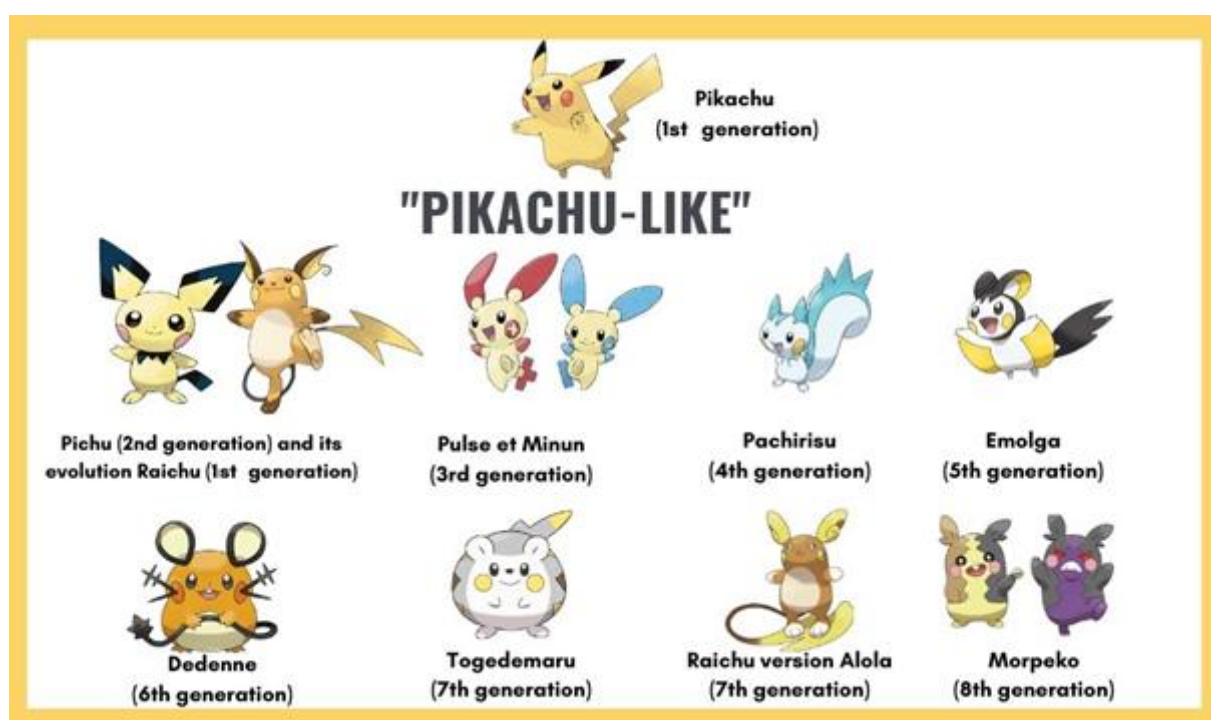 Pikachu
(1st generation)
"PIKACHU-LIKE"
Pichu (2nd generation) and its
evolution Raichu (1st generation)
Pulse et Minun
(3rd generation)
Pachirisu
(4th generation)
Emolga
(5th generation)
Dedenne
(6th generation)
Togedemaru
(7th generation)
Raichu version Alola
(7th generation)
Morpeko
(8th generation)